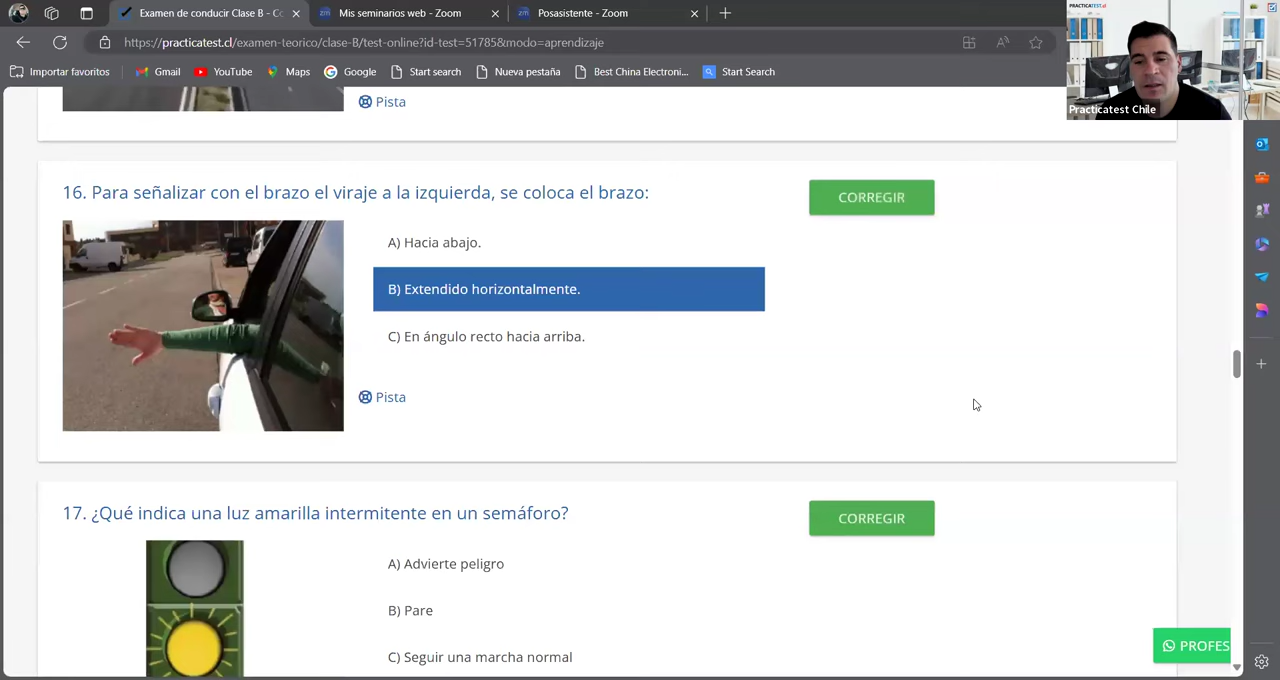 Examen de conducir Clase B - Co
Mis seminarios web - Zoom
Posasistente - Zoom
https://practicatest.cl/examen-teorico/clase-B/test-online?id-test=51785&modo=aprendizaje
Importar favoritos
Gmail
YouTube
Maps
Google
Start search
Nueva pestaña
Best China Electroni...
Start Search
PRACTICATEST.cl
Practicatest Chile
Pista
16. Para señalizar con el brazo el viraje a la izquierda, se coloca el brazo:
CORREGIR
A) Hacia abajo.
B) Extendido horizontalmente.
C) En ángulo recto hacia arriba.
Pista
17. ¿Qué indica una luz amarilla intermitente en un semáforo?
CORREGIR
A) Advierte peligro
B) Pare
C) Seguir una marcha normal
PROFES